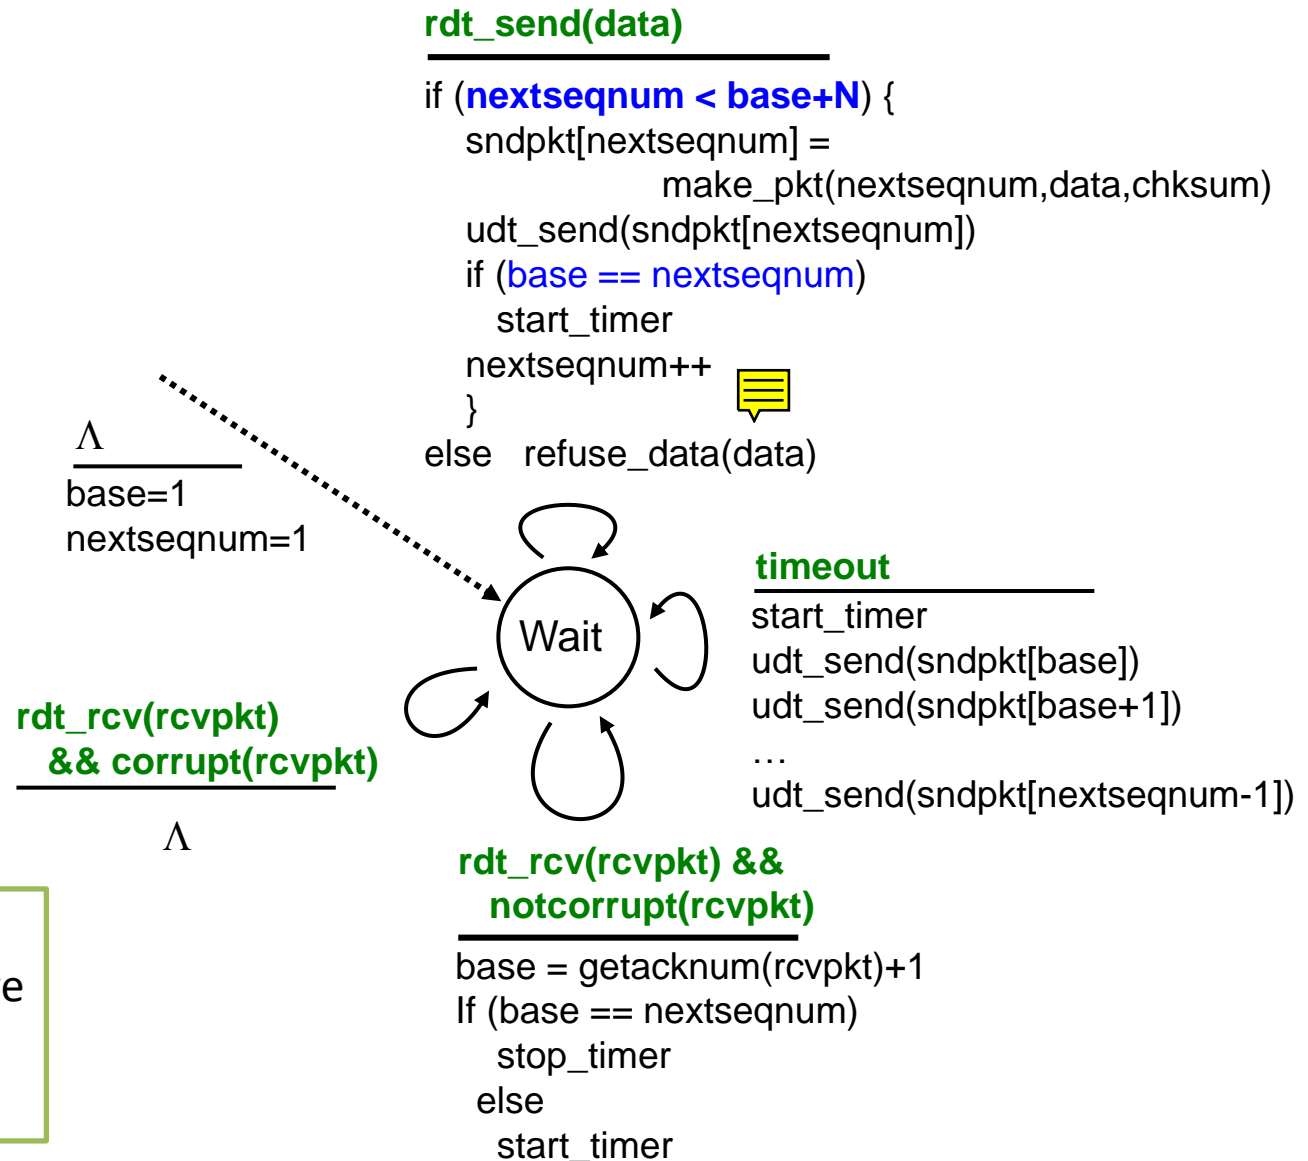 rdt_send(data)
if (nextseqnum < base+N) {
sndpkt[nextseqnum] =
make_pkt(nextseqnum,data,chksum)
udt_send(sndpkt[nextseqnum])
if (base == nextseqnum)
start_timer
nextseqnum++
}
else refuse_data(data)
Λ
base=1
nextseqnum=1
Wait
timeout
start_timer
udt_send(sndpkt[base])
udt_send(sndpkt[base+1])
…
udt_send(sndpkt[nextseqnum-1])
rdt_rcv(rcvpkt)
&& corrupt(rcvpkt)
Λ
rdt_rcv(rcvpkt) &&
notcorrupt(rcvpkt)
base = getacknum(rcvpkt)+1
If (base == nextseqnum)
stop_timer
else
start_timer